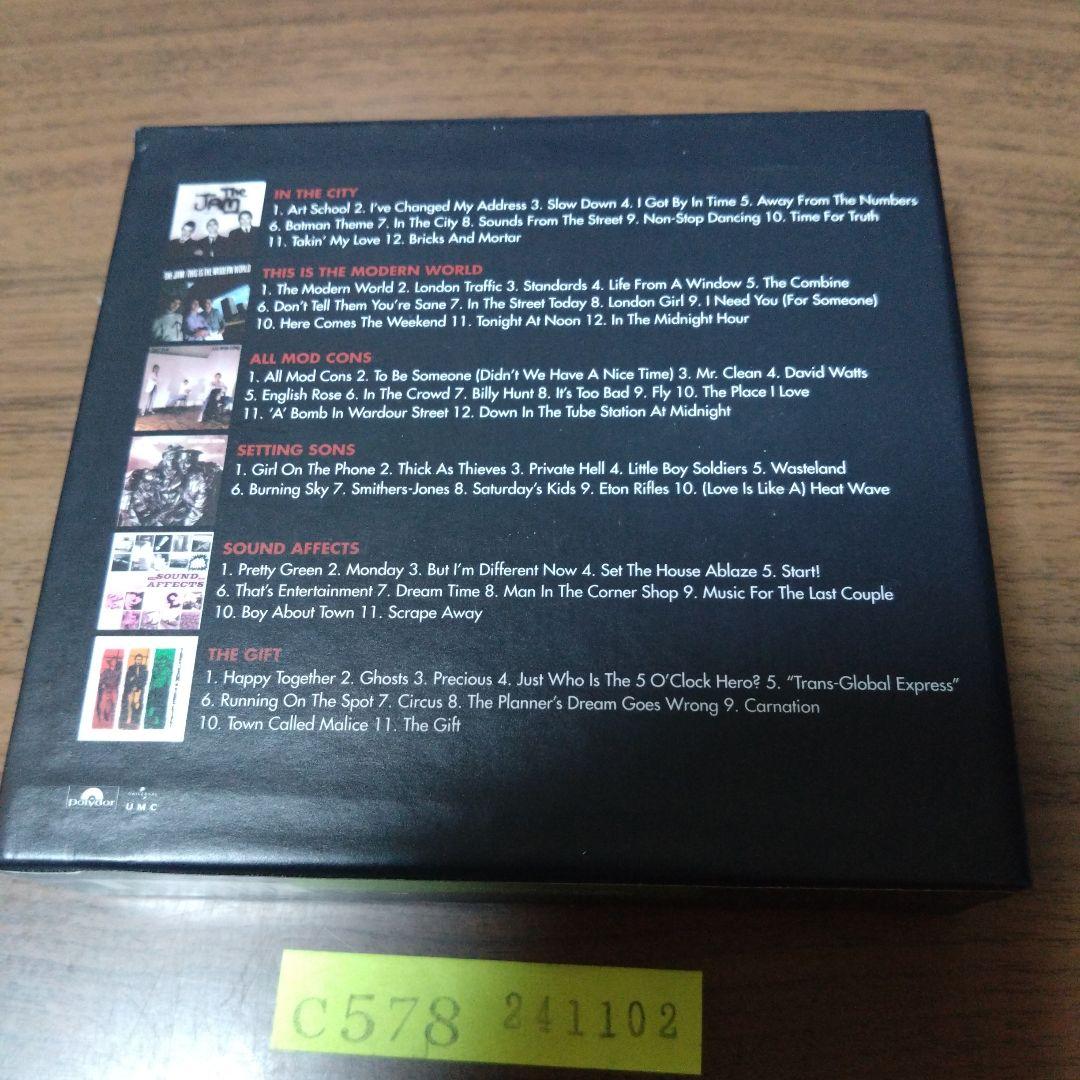 The
JAM
IN THE CITY
1. Art School 2. I've Changed My Address 3. Slow Down 4. I Got By In Time 5. Away From The Numbers
6. Batman Theme 7. In The City 8. Sounds From The Street 9. Non-Stop Dancing 10. Time For Truth
11. Takin' My Love 12. Bricks And Mortar
THE JAM THIS IS THE MODERN WORLD
THIS IS THE MODERN WORLD
1. The Modern World 2. London Traffic 3. Standards 4. Life From A Window 5. The Combine
6. Don't Tell Them You're Sane 7. In The Street Today 8. London Girl 9. I Need You (For Someone)
10. Here Comes The Weekend 11. Tonight At Noon 12. In The Midnight Hour
ALL MOD CONS
1. All Mod Cons 2. To Be Someone (Didn't We Have A Nice Time) 3. Mr. Clean 4. David Watts
5. English Rose 6. In The Crowd 7. Billy Hunt 8. It's Too Bad 9. Fly 10. The Place I Love
11. 'A' Bomb In Wardour Street 12. Down In The Tube Station At Midnight
SETTING SONS
1. Girl On The Phone 2. Thick As Thieves 3. Private Hell 4. Little Boy Soldiers 5. Wasteland
6. Burning Sky 7. Smithers-Jones 8. Saturday's Kids 9. Eton Rifles 10. (Love Is Like A) Heat Wave
SOUND AFFECTS
SOUND
AFFECTS
1. Pretty Green 2. Monday 3. But I'm Different Now 4. Set The House Ablaze 5. Start!
6. That's Entertainment 7. Dream Time 8. Man In The Corner Shop 9. Music For The Last Couple
10. Boy About Town 11. Scrape Away
THE GIFT
1. Happy Together 2. Ghosts 3. Precious 4. Just Who Is The 5 O'Clock Hero? 5. "Trans-Global Express"
6. Running On The Spot 7. Circus 8. The Planner's Dream Goes Wrong 9. Carnation
10. Town Called Malice 11. The Gift
polydor
UNIVERSAL
UMC
C578 241102